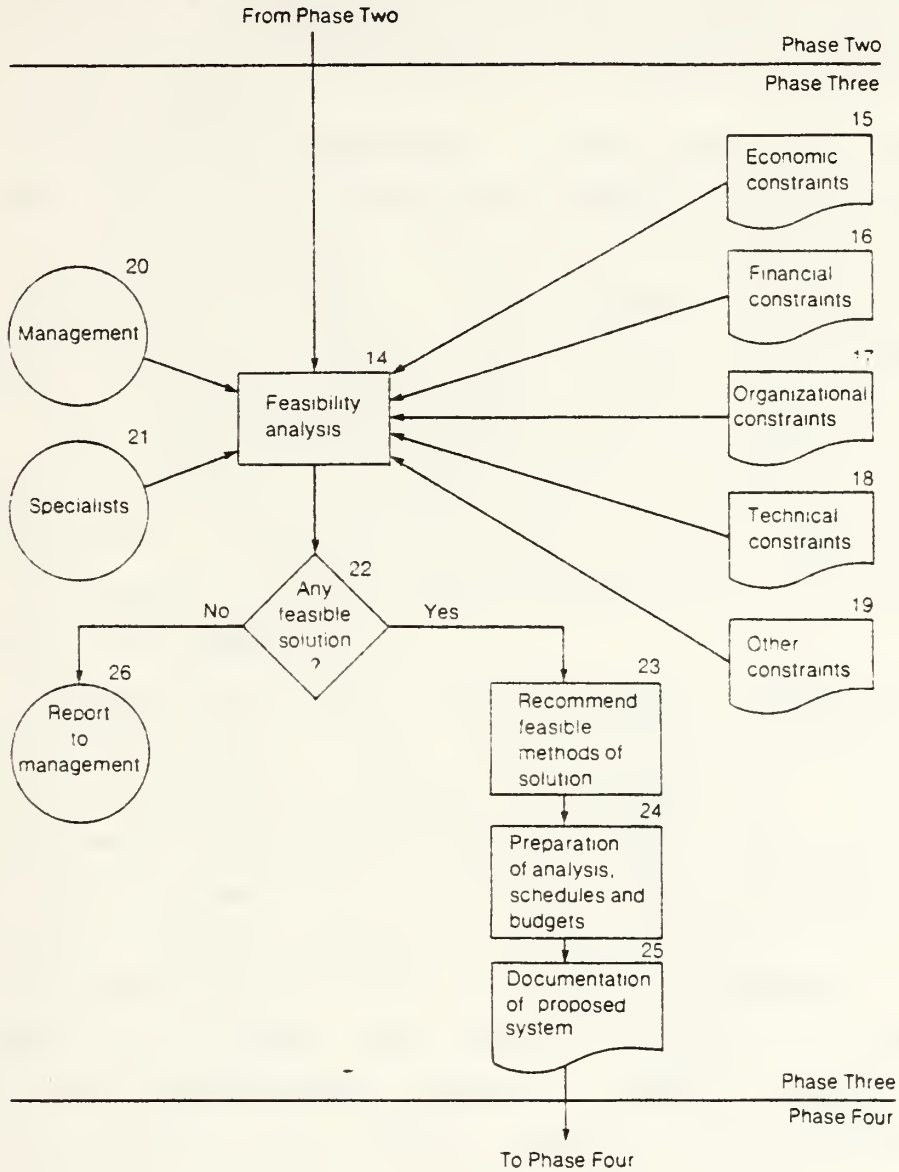 From Phase Two
Phase Two
Phase Three
15
Economic
constraints
16
Financial
constraints
20
Management
14
Feasibility
analysis
17
Organizational
constraints
21
Specialists
18
Technical
constraints
22
Any
feasible
solution
?
No
Yes
19
Other
constraints
26
Report
to
management
23
Recommend
feasible
methods of
solution
24
Preparation
of analysis,
schedules and
budgets
25
Documentation
of proposed
system
Phase Three
Phase Four
To Phase Four